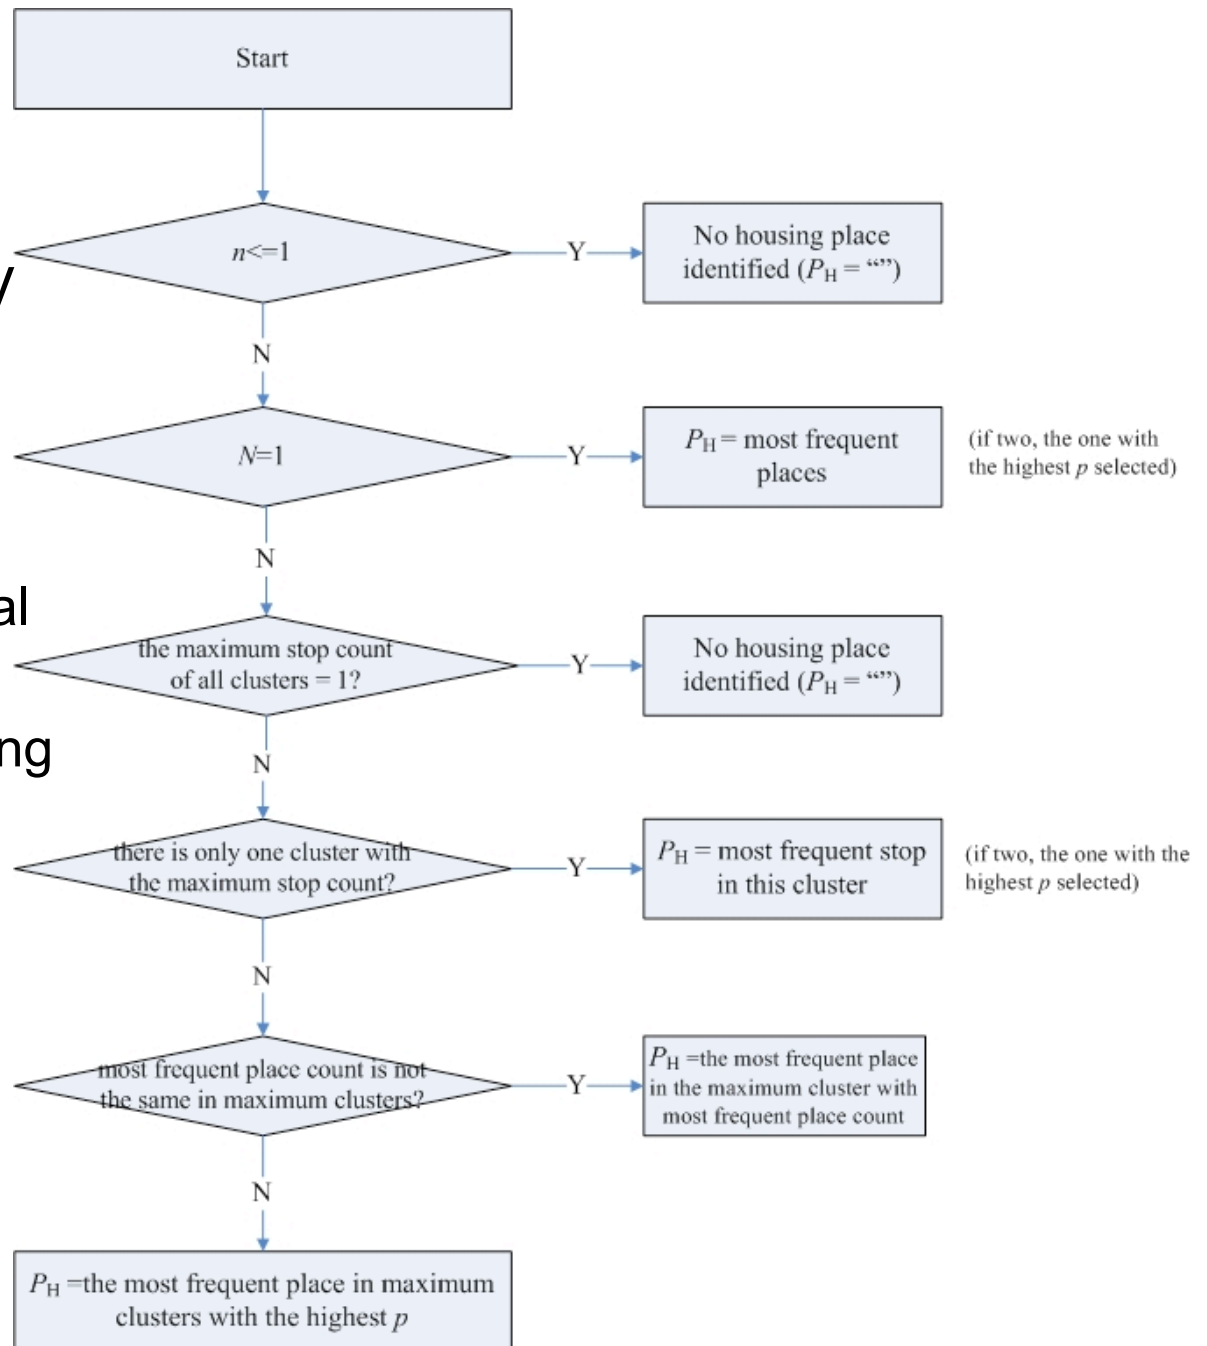 Start
n<=1
Y
No housing place
identified (PH = “”)
y
N
N=1
Y
PH = most frequent
places
(if two, the one with
the highest p selected)
N
al
the maximum stop count
of all clusters = 1?
Y
No housing place
identified (PH = “”)
ng
N
there is only one cluster with
the maximum stop count?
Y
PH = most frequent stop
in this cluster
(if two, the one with the
highest p selected)
N
most frequent place count is not
the same in maximum clusters?
Y
PH =the most frequent place
in the maximum cluster with
most frequent place count
N
PH =the most frequent place in maximum
clusters with the highest p